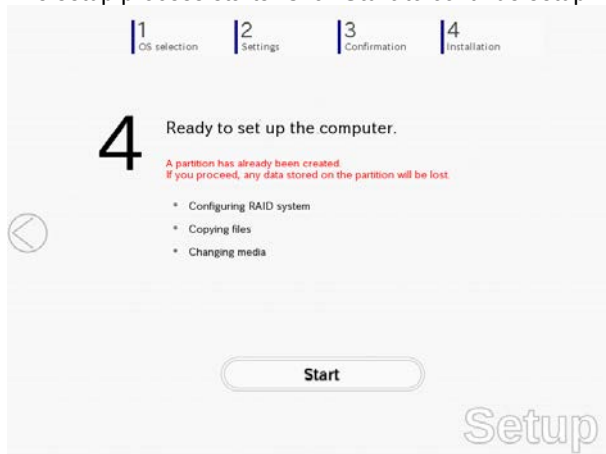 1
OS selection
2
Settings
3
Confirmation
4
Installation
4
Ready to set up the computer.
A partition has already been created.
If you proceed, any data stored on the partition will be lost.
* Configuring RAID system
* Copying files
* Changing media
Start
Setup